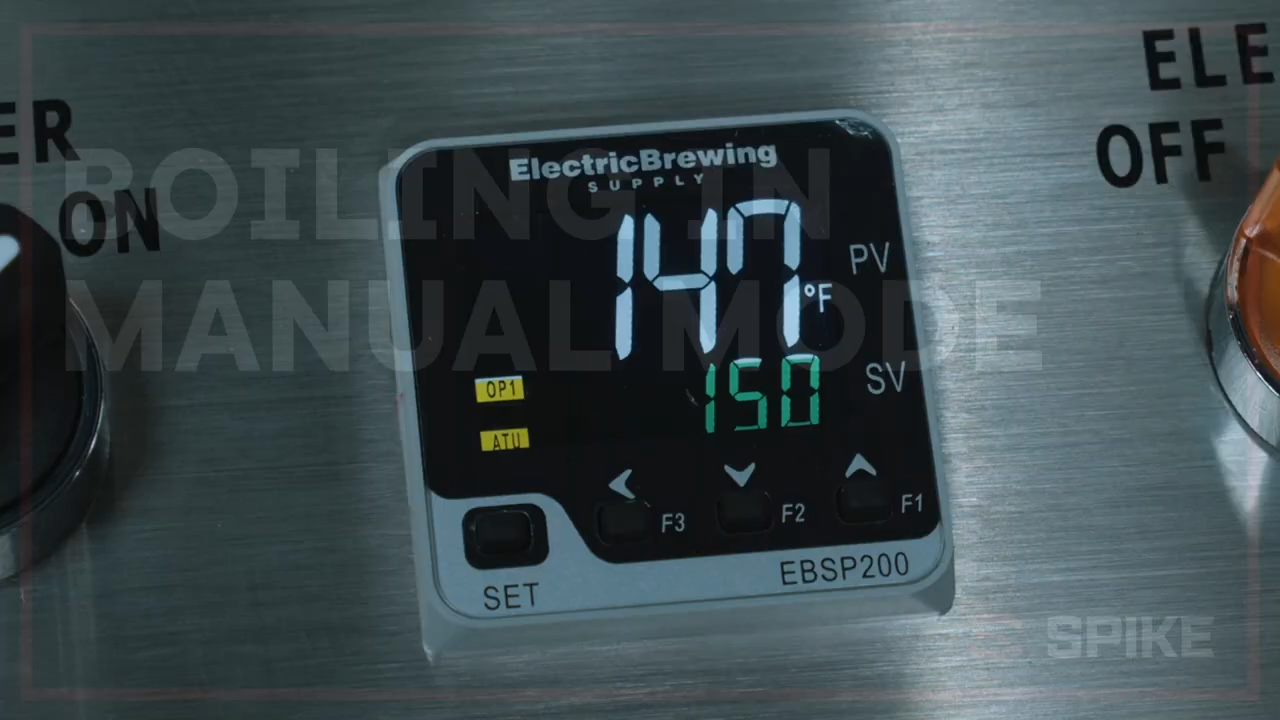 ER
ON
ELE
OFF
BOILING IN
MANUAL MODE
ElectricBrewing
SUPPLY
147 °F PV
150 SV
OP1
ATU
F3 F2 F1
SET
EBSP200
SPIKE